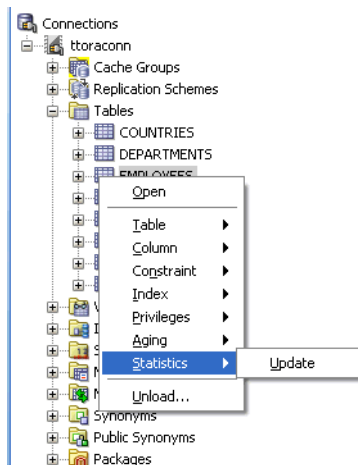 Connections
ttoraconn
Cache Groups
Replication Schemes
Tables
COUNTRIES
DEPARTMENTS
EMPLOYEES
Open
Table
Column
Constraint
Index
Privileges
Aging
Statistics
Update
Unload...
Synonyms
Public Synonyms
Packages